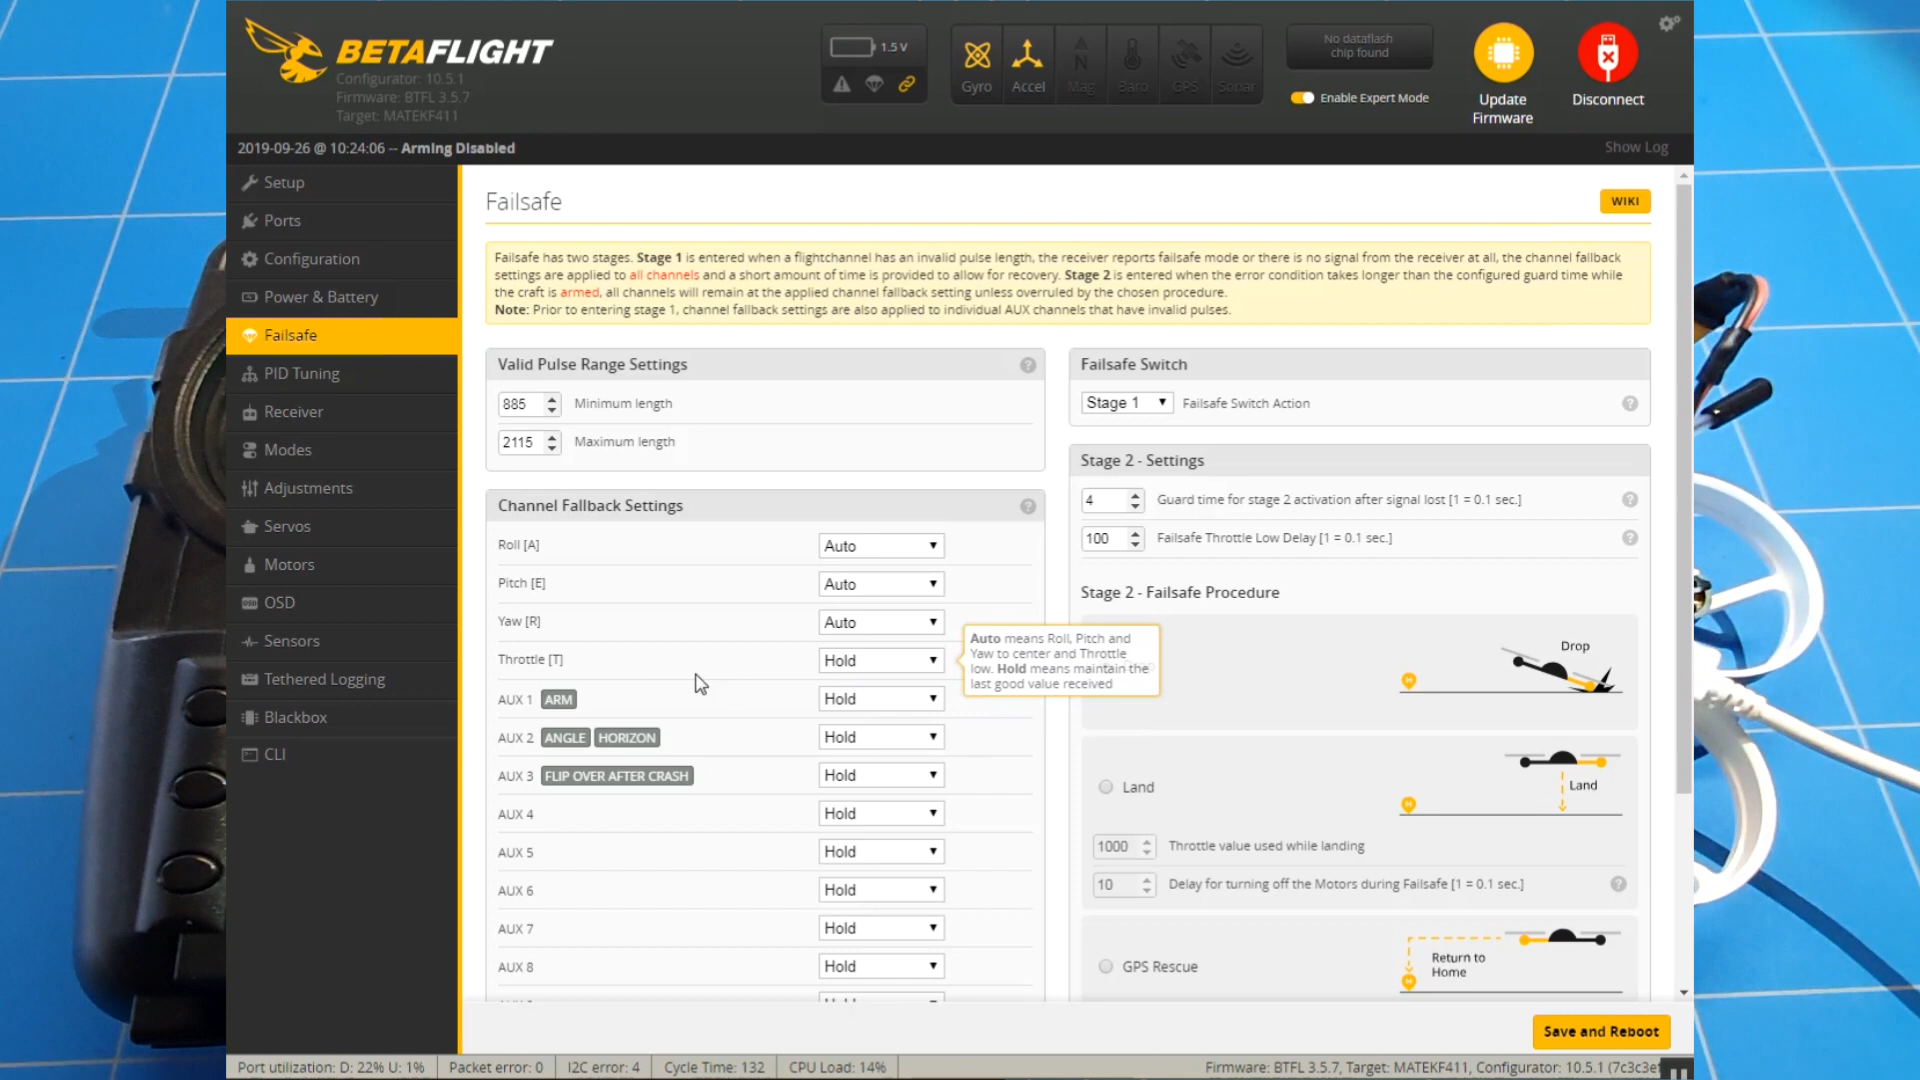 BETAFLIGHT
Configurator: 10.5.1
Firmware: BTFL 3.5.7
Target: MATEKF411
1.5 V
Gyro
Accel
Mag
Baro
GPS
Sonar
No dataflash
chip found
Enable Expert Mode
Update
Firmware
Disconnect
2019-09-26 @ 10:24:06 -- Arming Disabled
Show Log
Setup
Ports
Configuration
Power & Battery
Failsafe
PID Tuning
Receiver
Modes
Adjustments
Servos
Motors
OSD
Sensors
Tethered Logging
Blackbox
CLI
Failsafe
WIKI
Failsafe has two stages. Stage 1 is entered when a flightchannel has an invalid pulse length, the receiver reports failsafe mode or there is no signal from the receiver at all, the channel fallback
settings are applied to all channels and a short amount of time is provided to allow for recovery. Stage 2 is entered when the error condition takes longer than the configured guard time while
the craft is armed, all channels will remain at the applied channel fallback setting unless overruled by the chosen procedure.
Note: Prior to entering stage 1, channel fallback settings are also applied to individual AUX channels that have invalid pulses.
Valid Pulse Range Settings
885 Minimum length
2115 Maximum length
Channel Fallback Settings
Roll [A] Auto
Pitch [E] Auto
Yaw [R] Auto
Throttle [T] Hold
AUX 1 ARM Hold
AUX 2 ANGLE HORIZON Hold
AUX 3 FLIP OVER AFTER CRASH Hold
AUX 4 Hold
AUX 5 Hold
AUX 6 Hold
AUX 7 Hold
AUX 8 Hold
Auto means Roll, Pitch and
Yaw to center and Throttle
low. Hold means maintain the
last good value received
Failsafe Switch
Stage 1 Failsafe Switch Action
Stage 2 - Settings
4 Guard time for stage 2 activation after signal lost [1 = 0.1 sec.]
100 Failsafe Throttle Low Delay [1 = 0.1 sec.]
Stage 2 - Failsafe Procedure
Drop
Land
Land
1000 Throttle value used while landing
10 Delay for turning off the Motors during Failsafe [1 = 0.1 sec.]
GPS Rescue
Return to
Home
Save and Reboot
Port utilization: D: 22% U: 1%
Packet error: 0
I2C error: 4
Cycle Time: 132
CPU Load: 14%
Firmware: BTFL 3.5.7, Target: MATEKF411, Configurator: 10.5.1